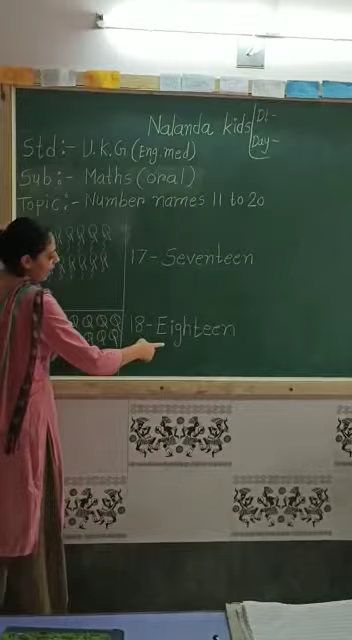 Nalanda kids
Dt-
Day-
Std:- U.K.G (Eng.med)
Sub:- Maths (oral)
Topic:- Number names 11 to 20
17- Seventeen
18- Eighteen